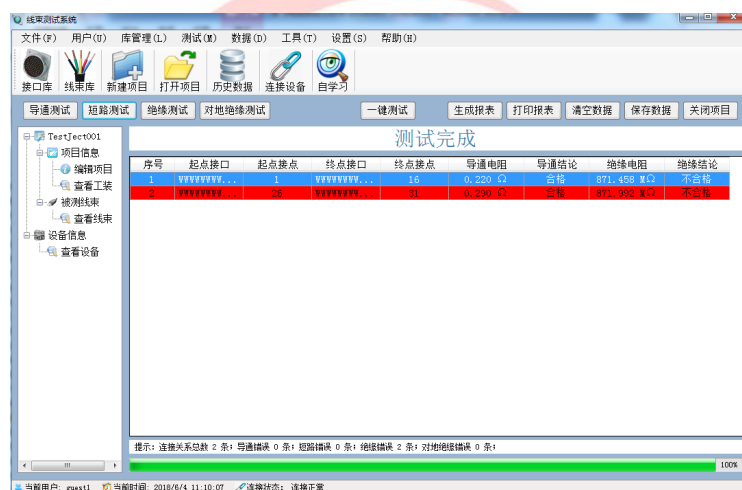 线束测试系统
文件(F) 用户(U) 库管理(L) 测试(M) 数据(D) 工具(T) 设置(S) 帮助(H)
接口库 线束库 新建项目 打开项目 历史数据 连接设备 自学习
导通测试 短路测试 绝缘测试 对地绝缘测试 一键测试 生成报表 打印报表 清空数据 保存数据 关闭项目
TestJect001
项目信息
编辑项目
查看工装
被测线束
查看线束
设备信息
查看设备
测试完成
序号 起点接口 起点接点 终点接口 终点接点 导通电阻 导通结论 绝缘电阻 绝缘结论
1 WWWWWWWW... 1 WWWWWWWW... 16 0.220 Ω 合格 871.458 MΩ 不合格
2 WWWWWWWW... 26 WWWWWWWW... 31 0.290 Ω 合格 871.992 MΩ 不合格
提示: 连接关系总数 2 条; 导通错误 0 条; 短路错误 0 条; 绝缘错误 2 条; 对地绝缘错误 0 条;
100%
当前用户: guest1 当前时间: 2018/6/4 11:10:07 连接状态: 连接正常